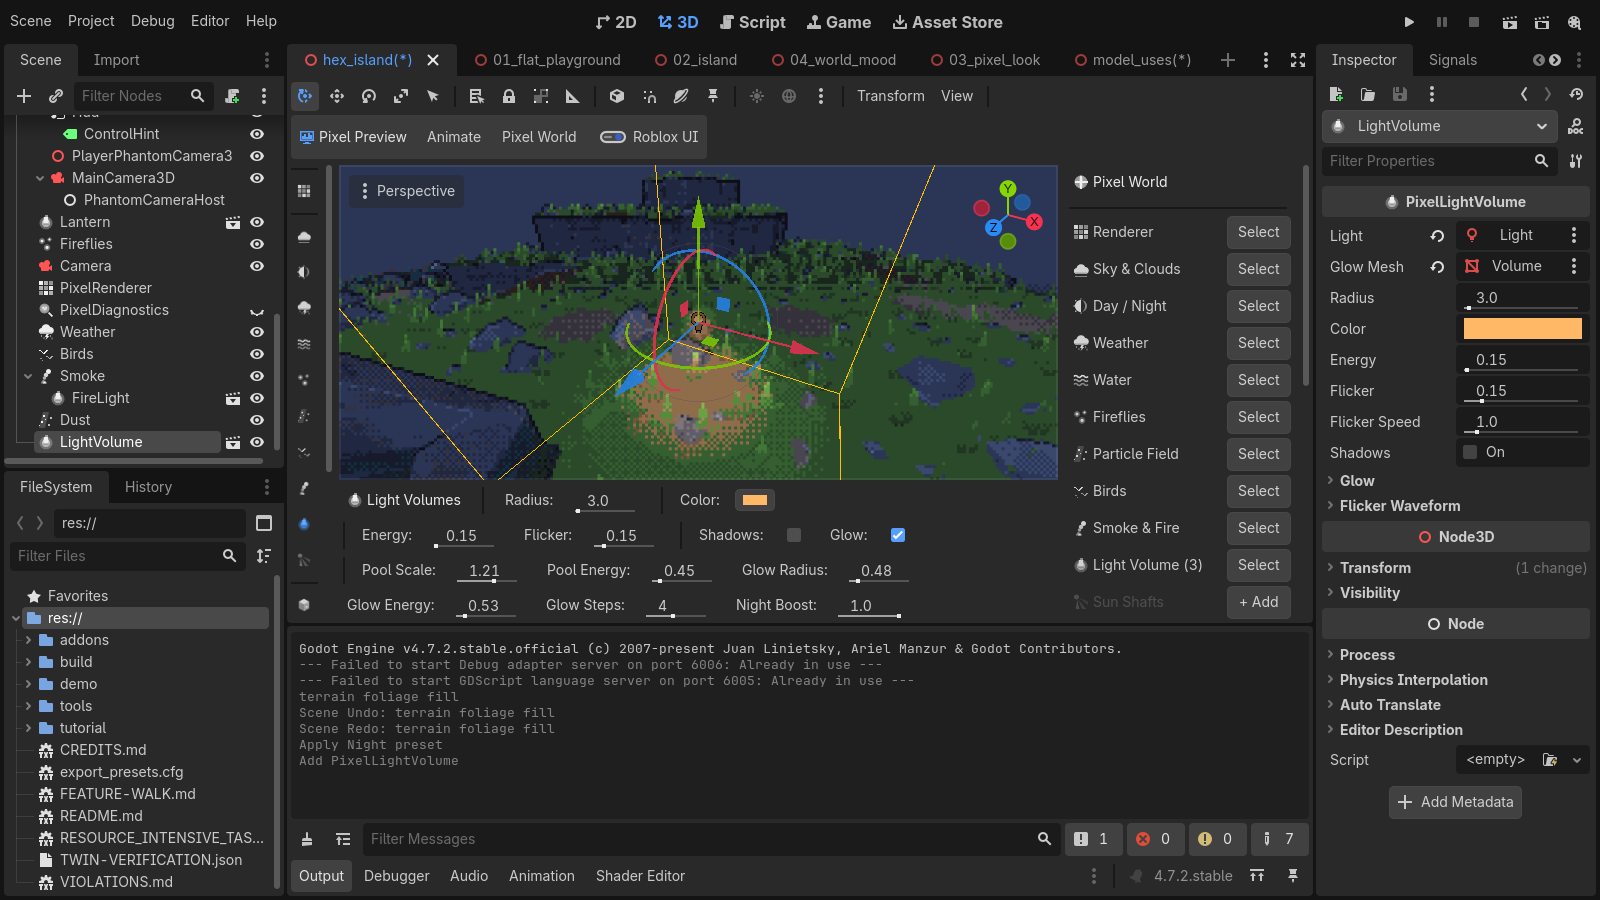 Scene Project Debug Editor Help
2D 3D Script Game Asset Store
Scene Import
hex_island(*) 01_flat_playground 02_island 04_world_mood 03_pixel_look model_uses(*)
Inspector Signals
Filter Nodes
Transform View
ControlHint
PlayerPhantomCamera3
MainCamera3D
PhantomCameraHost
Lantern
Fireflies
Camera
PixelRenderer
PixelDiagnostics
Weather
Birds
Smoke
FireLight
Dust
LightVolume
Pixel Preview Animate Pixel World Roblox UI
Perspective
Y
X
Z
Pixel World
Renderer Select
Sky & Clouds Select
Day / Night Select
Weather Select
Water Select
Fireflies Select
Particle Field Select
Birds Select
Smoke & Fire Select
Light Volume (3) Select
Sun Shafts + Add
Light Volumes Radius: 3.0 Color:
Energy: 0.15 Flicker: 0.15 Shadows: Glow:
Pool Scale: 1.21 Pool Energy: 0.45 Glow Radius: 0.48
Glow Energy: 0.53 Glow Steps: 4 Night Boost: 1.0
FileSystem History
res://
Filter Files
Favorites
res://
addons
build
demo
tools
tutorial
CREDITS.md
export_presets.cfg
FEATURE-WALK.md
README.md
RESOURCE_INTENSIVE_TAS...
TWIN-VERIFICATION.json
VIOLATIONS.md
Godot Engine v4.7.2.stable.official (c) 2007-present Juan Linietsky, Ariel Manzur & Godot Contributors.
--- Failed to start Debug adapter server on port 6006: Already in use ---
--- Failed to start GDScript language server on port 6005: Already in use ---
terrain foliage fill
Scene Undo: terrain foliage fill
Scene Redo: terrain foliage fill
Apply Night preset
Add PixelLightVolume
Filter Messages 1 0 0 7
Output Debugger Audio Animation Shader Editor 4.7.2.stable
LightVolume
DOC
Filter Properties
PixelLightVolume
Light Light
Glow Mesh Volume
Radius 3.0
Color
Energy 0.15
Flicker 0.15
Flicker Speed 1.0
Shadows On
Glow
Flicker Waveform
Node3D
Transform (1 change)
Visibility
Node
Process
Physics Interpolation
Auto Translate
Editor Description
Script <empty>
Add Metadata